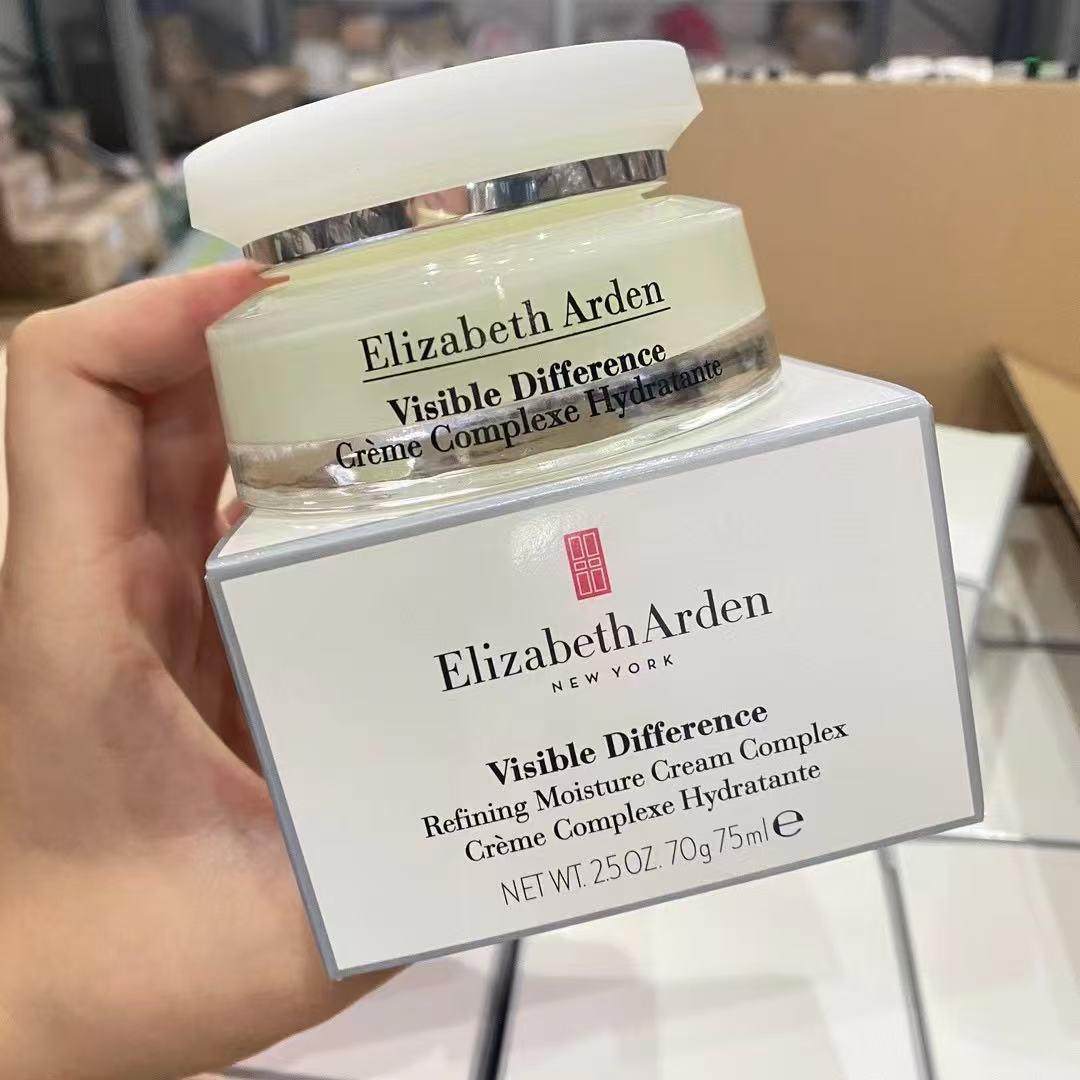 Elizabeth Arden
Visible Difference
Crème Complexe Hydratante
Elizabeth Arden
NEW YORK
Visible Difference
Refining Moisture Cream Complex
Crème Complexe Hydratante
NET WT. 2.5 OZ. 70g 75ml e